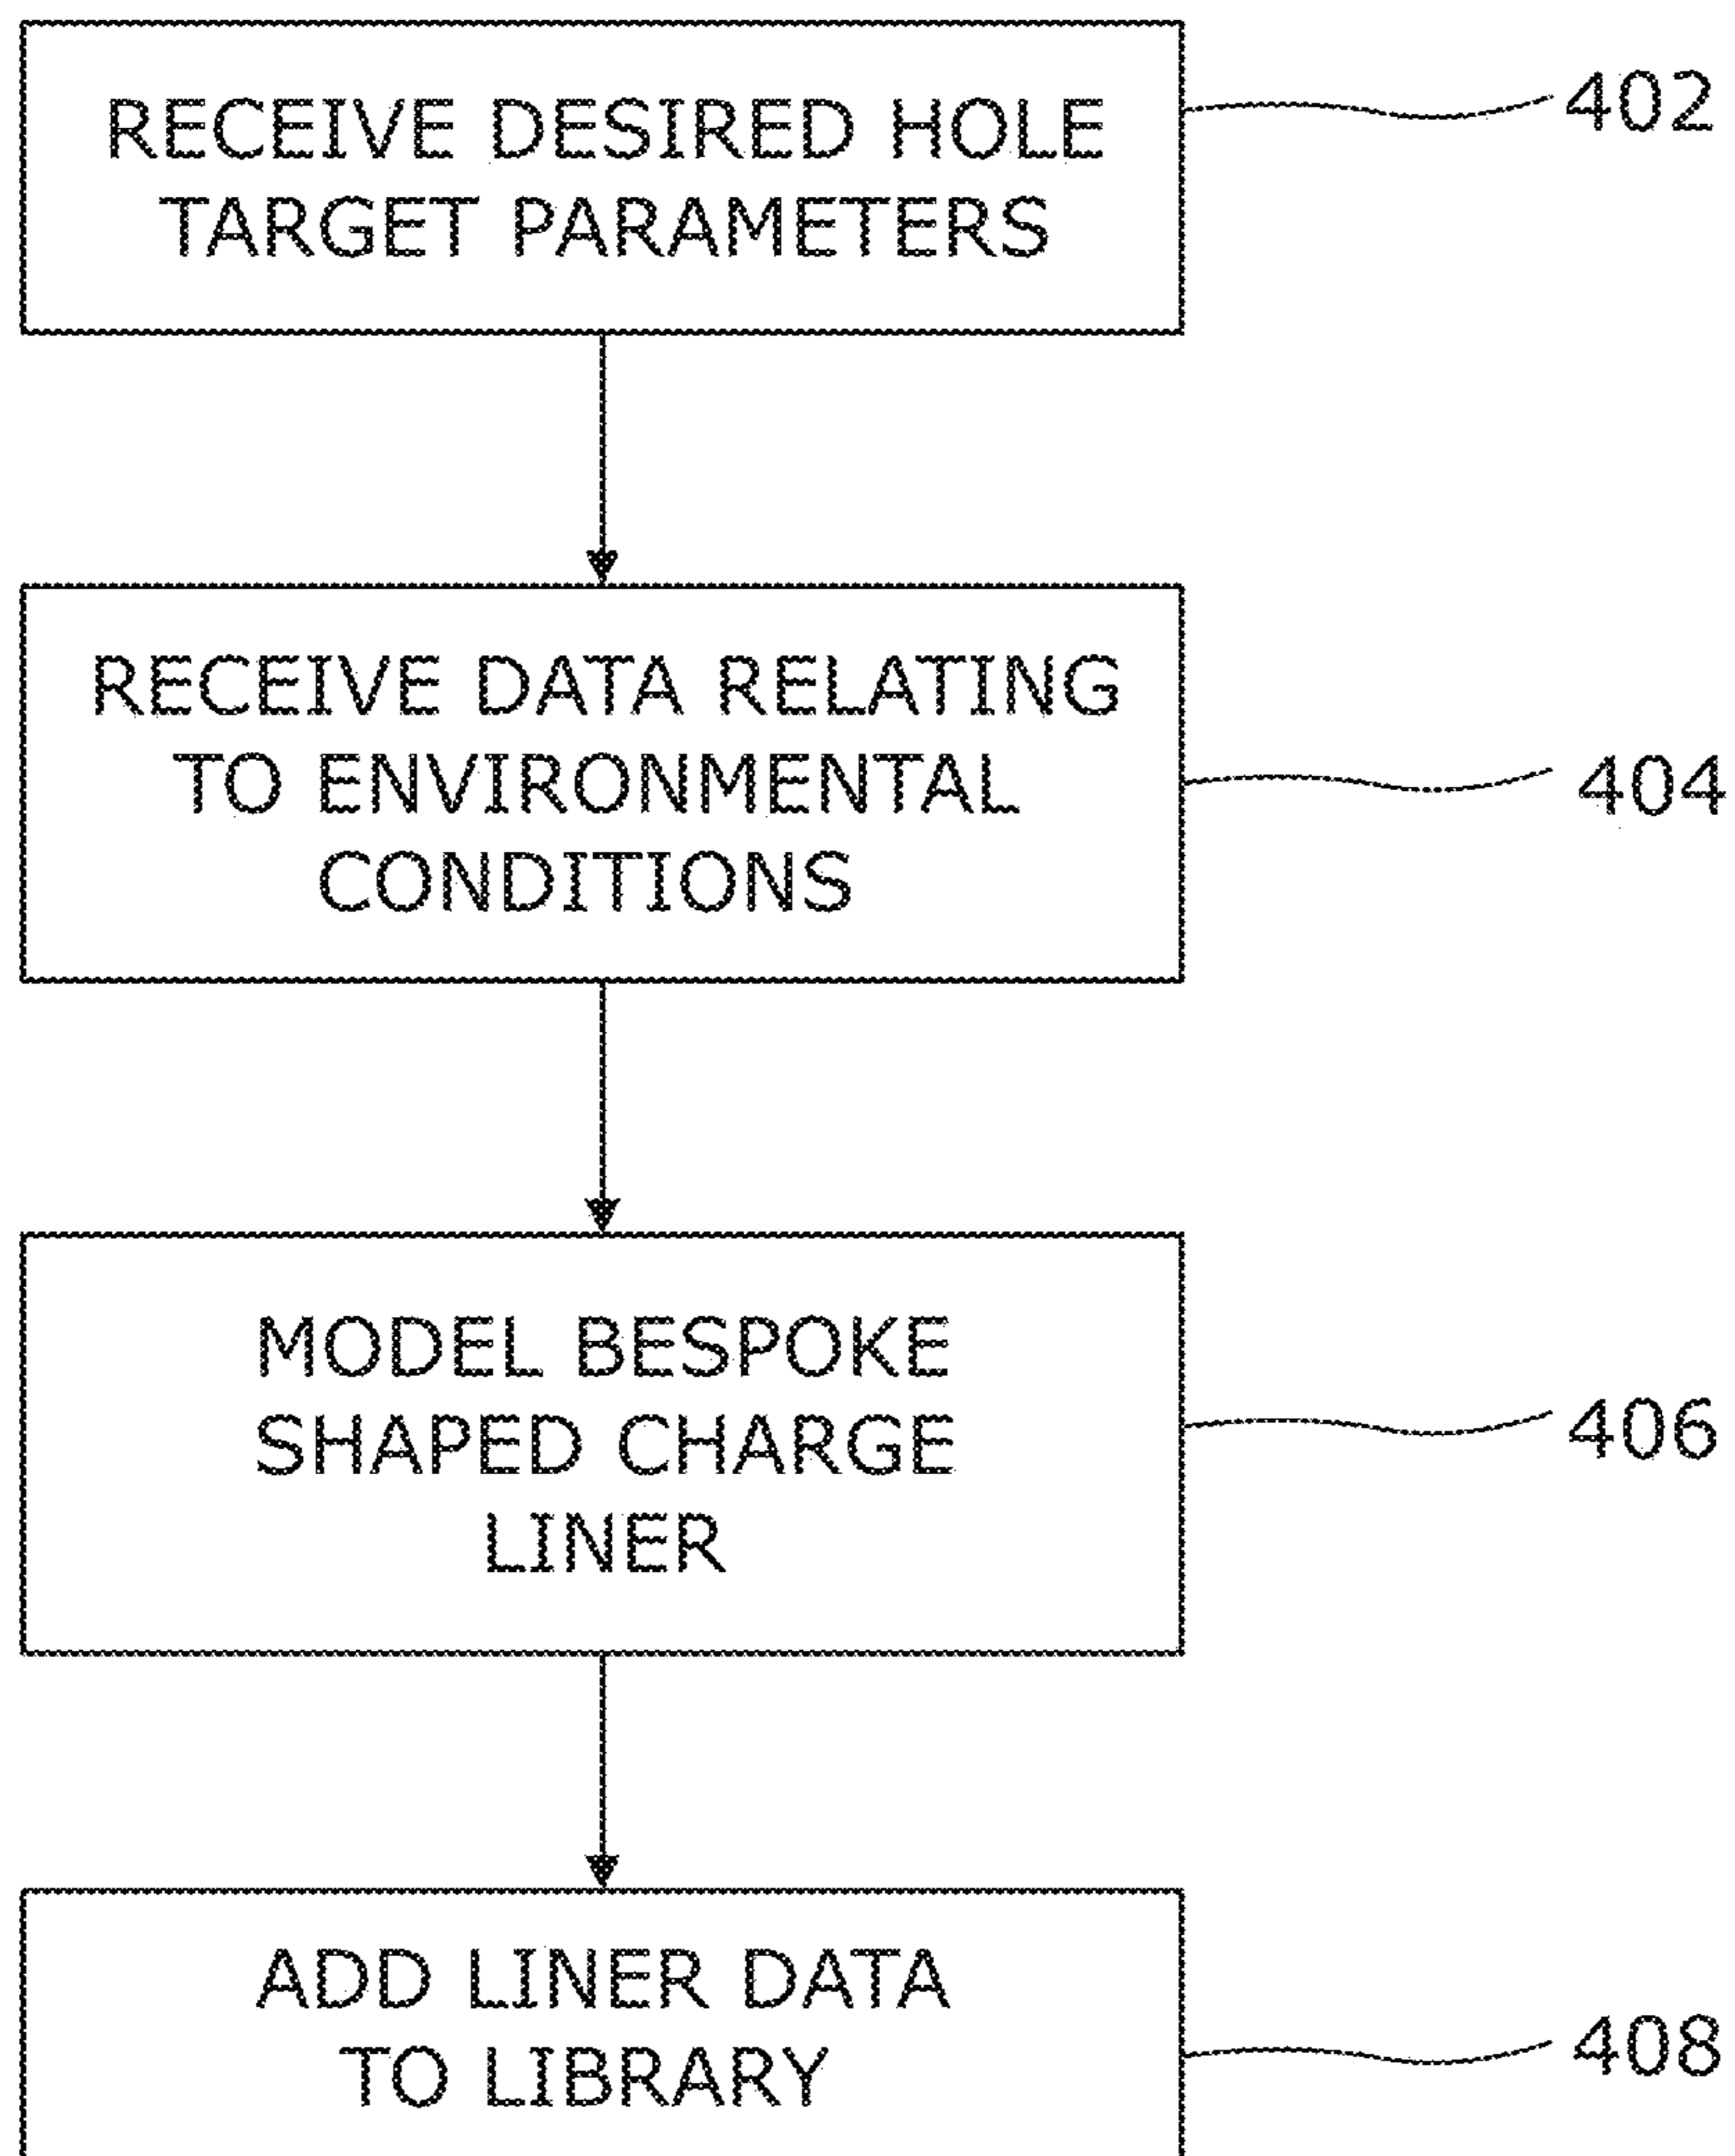 RECEIVE DESIRED HOLE
TARGET PARAMETERS
402
RECEIVE DATA RELATING
TO ENVIRONMENTAL
CONDITIONS
404
MODEL BESPOKE
SHAPED CHARGE
LINER
406
ADD LINER DATA
TO LIBRARY
408